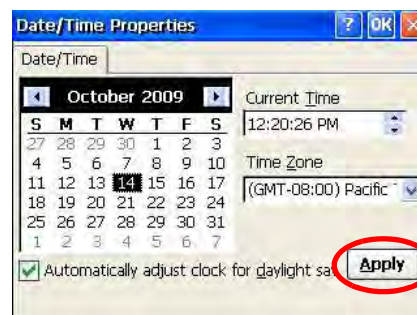 Date/Time Properties ? OK
Date/Time
October 2009
S M T W T F S
27 28 29 30 1 2 3
4 5 6 7 8 9 10
11 12 13 14 15 16 17
18 19 20 21 22 23 24
25 26 27 28 29 30 31
1 2 3 4 5 6 7
Current Time
12:20:26 PM
Time Zone
(GMT-08:00) Pacific
Automatically adjust clock for daylight sa
Apply